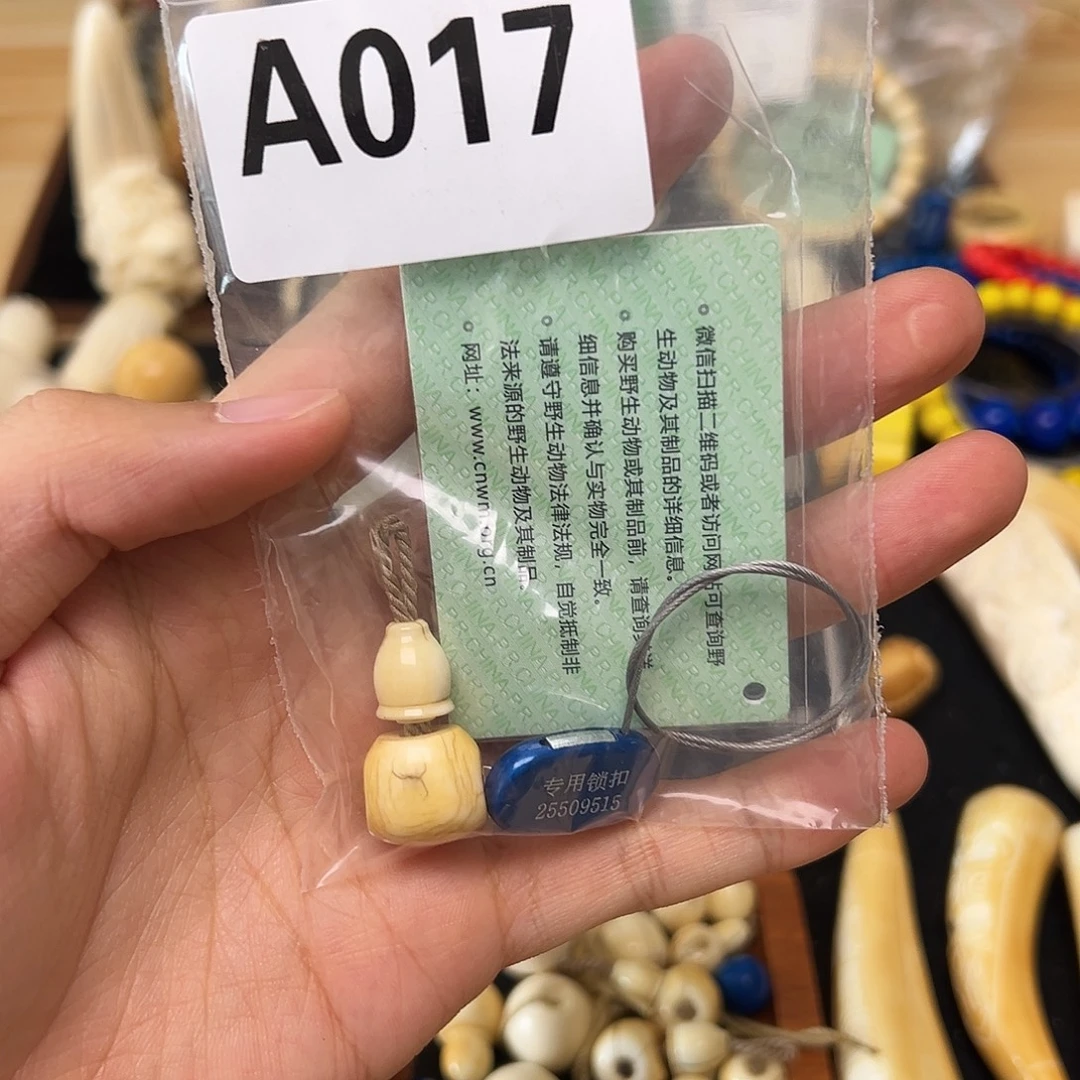 A017
微信扫描二维码或者访问网站可查询野
生动物及其制品的详细信息。
购买野生动物或其制品前，请查询
细信息并确认与实物完全一致。
请遵守野生动物法律法规，自觉抵制非
法来源的野生动物及其制品。
网址：www.cnwm.org.cn
专用锁扣
25509515